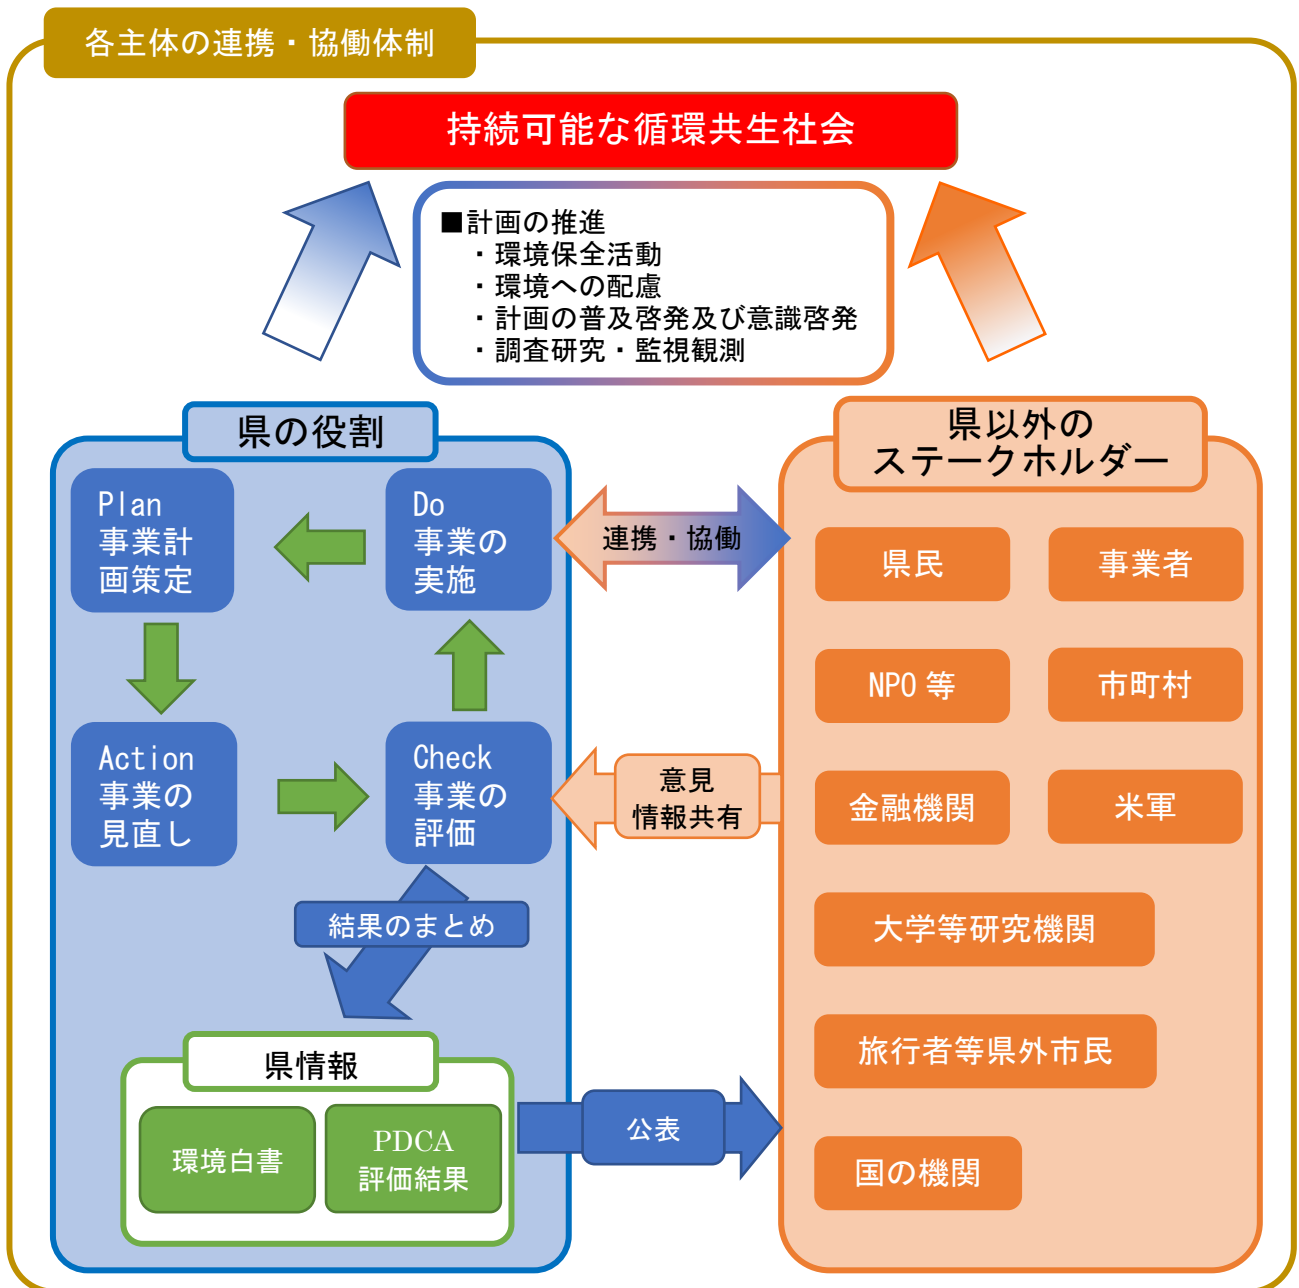 各主体の連携・協働体制
持続可能な循環共生社会
■計画の推進
・環境保全活動
・環境への配慮
・計画の普及啓発及び意識啓発
・調査研究・監視観測
県の役割
Plan
事業計
画策定
Do
事業の
実施
Action
事業の
見直し
Check
事業の
評価
結果のまとめ
県情報
環境白書
PDCA
評価結果
連携・協働
意見
情報共有
公表
県以外の
ステークホルダー
県民
事業者
NPO 等
市町村
金融機関
米軍
大学等研究機関
旅行者等県外市民
国の機関